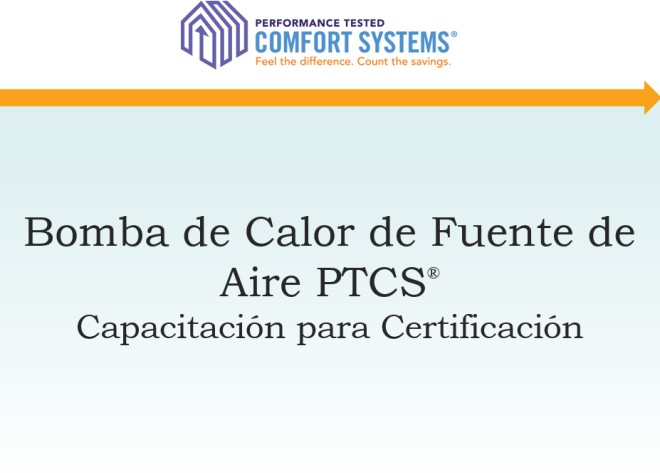 PERFORMANCE TESTED
COMFORT SYSTEMS®
Feel the difference. Count the savings.
Bomba de Calor de Fuente de
Aire PTCS®
Capacitación para Certificación